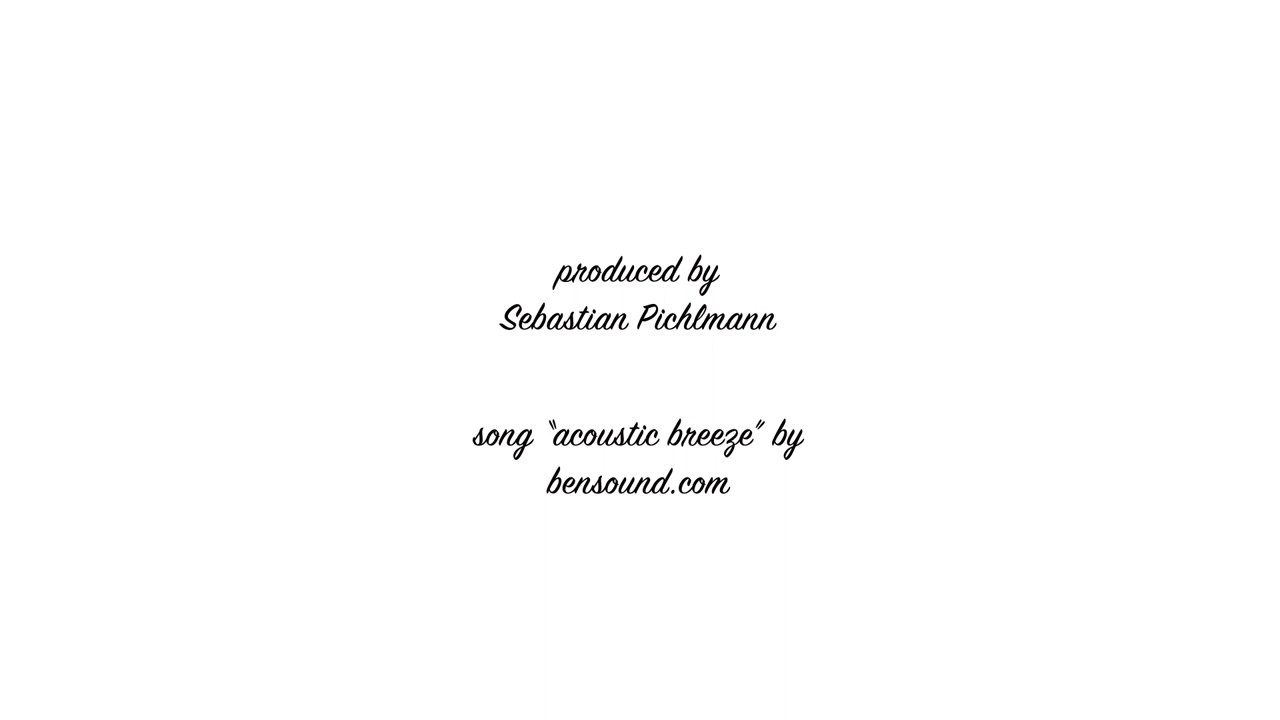 produced by
Sebastian Pichlmann
song “acoustic breeze” by
bensound.com